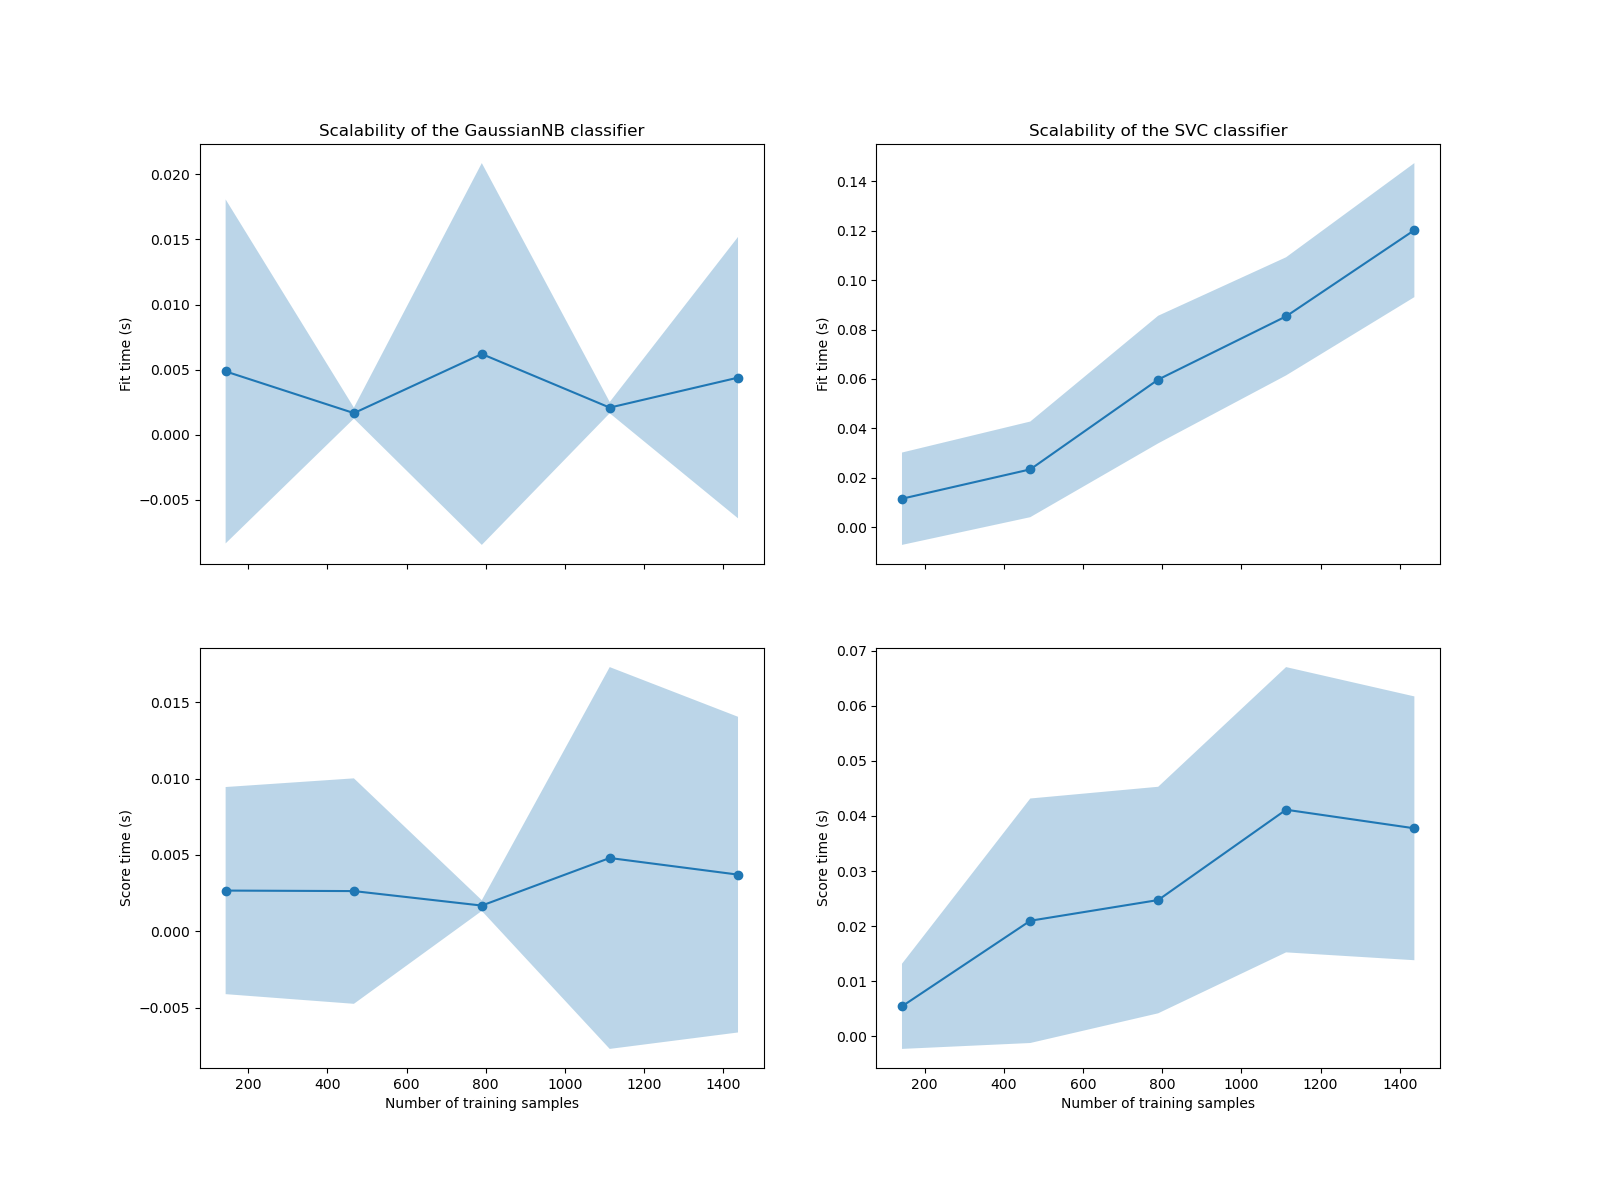 Scalability of the GaussianNB classifier
Scalability of the SVC classifier
0.020
0.015
0.010
0.005
0.000
−0.005
Fit time (s)
0.14
0.12
0.10
0.08
0.06
0.04
0.02
0.00
Fit time (s)
0.015
0.010
0.005
0.000
−0.005
Score time (s)
200 400 600 800 1000 1200 1400
Number of training samples
0.07
0.06
0.05
0.04
0.03
0.02
0.01
0.00
Score time (s)
200 400 600 800 1000 1200 1400
Number of training samples